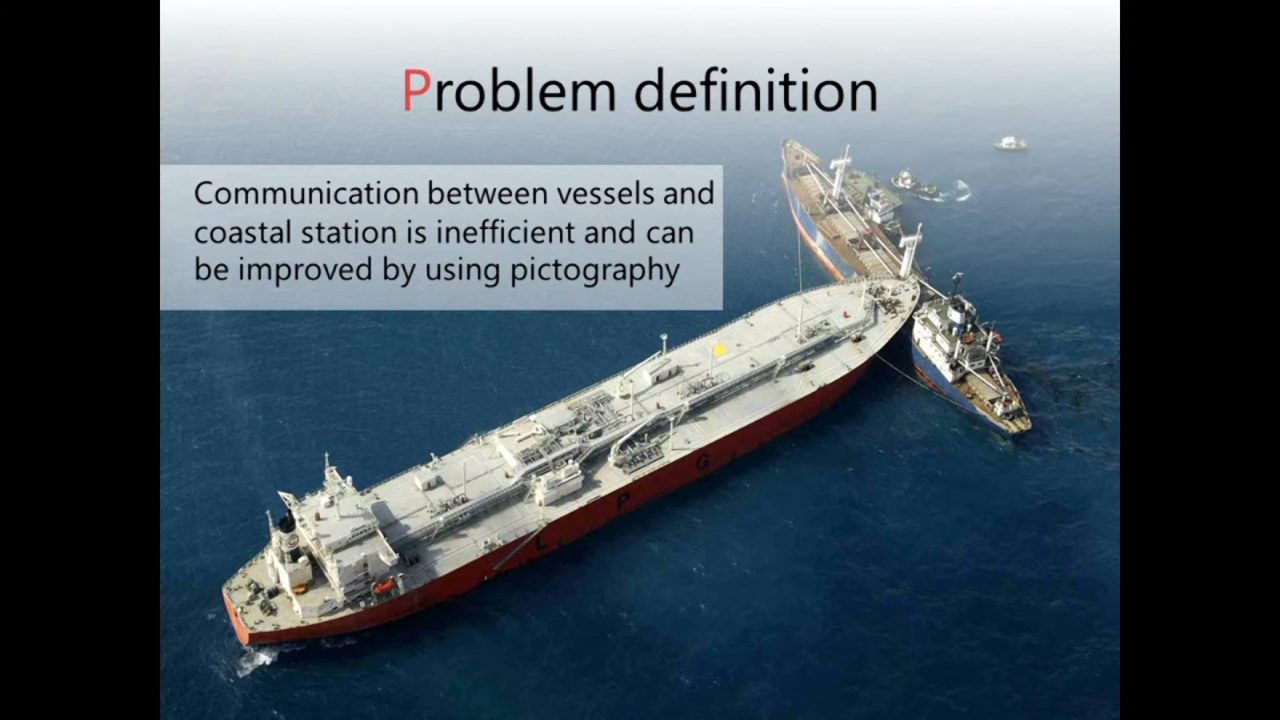 Problem definition
Communication between vessels and
coastal station is inefficient and can
be improved by using pictography
L P G